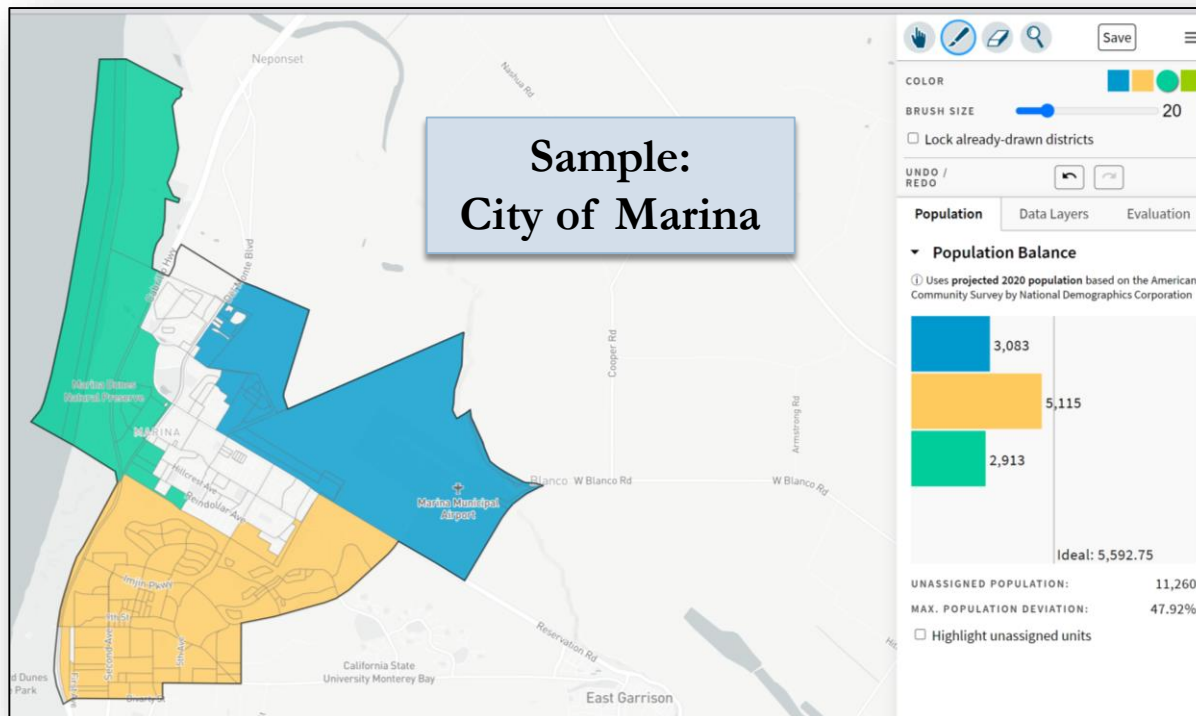 Neponset
Nashua Rd
Sample:
City of Marina
Del Monte Blvd
Cooper Rd
Armstrong Rd
Marina Dunes
Natural Preserve
MARINA
Hillcrest Ave
Reindollar Ave
Blanco
W Blanco Rd
W Blanco Rd
Marina Municipal
Airport
Imjin Pkwy
Second Ave
5th Ave
Reservation Rd
California State
University Monterey Bay
East Garrison
d Dunes
Park
Save
COLOR
BRUSH SIZE
20
Lock already-drawn districts
UNDO /
REDO
Population
Data Layers
Evaluation
Population Balance
Uses projected 2020 population based on the American
Community Survey by National Demographics Corporation
3,083
5,115
2,913
Ideal: 5,592.75
UNASSIGNED POPULATION: 11,260
MAX. POPULATION DEVIATION: 47.92%
Highlight unassigned units